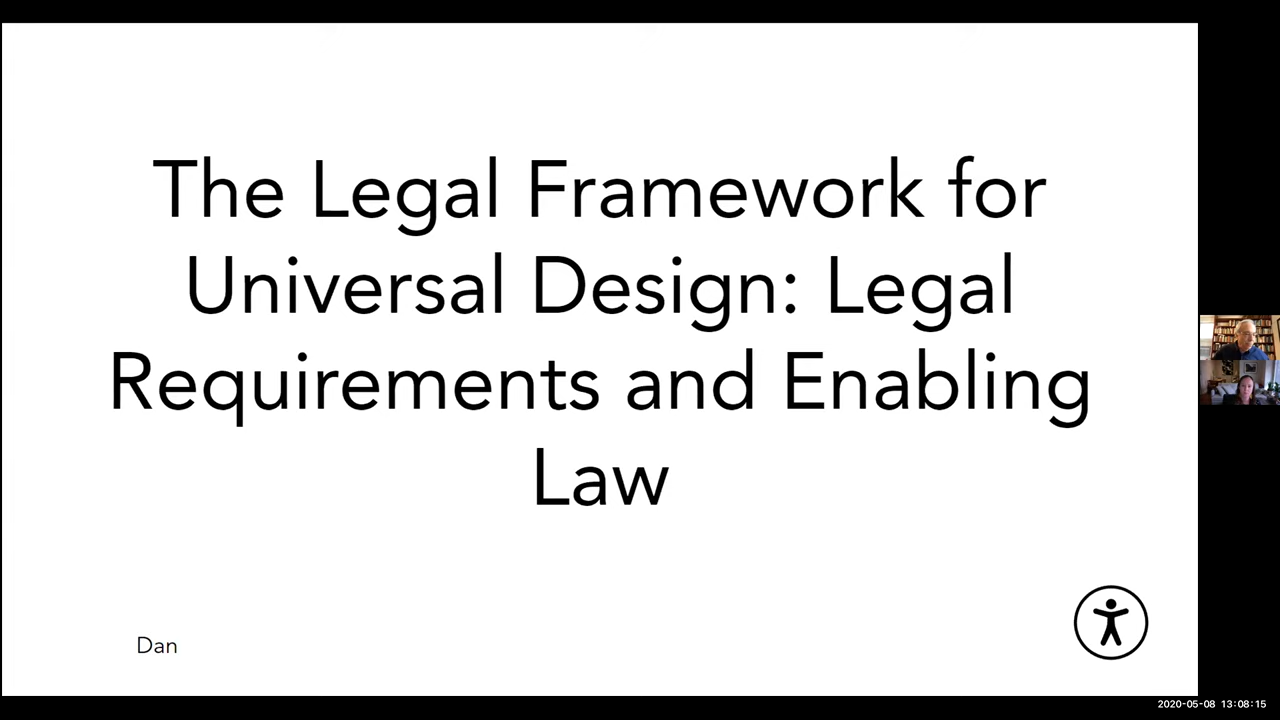 The Legal Framework for
Universal Design: Legal
Requirements and Enabling
Law
Dan
2020-05-08 13:08:15